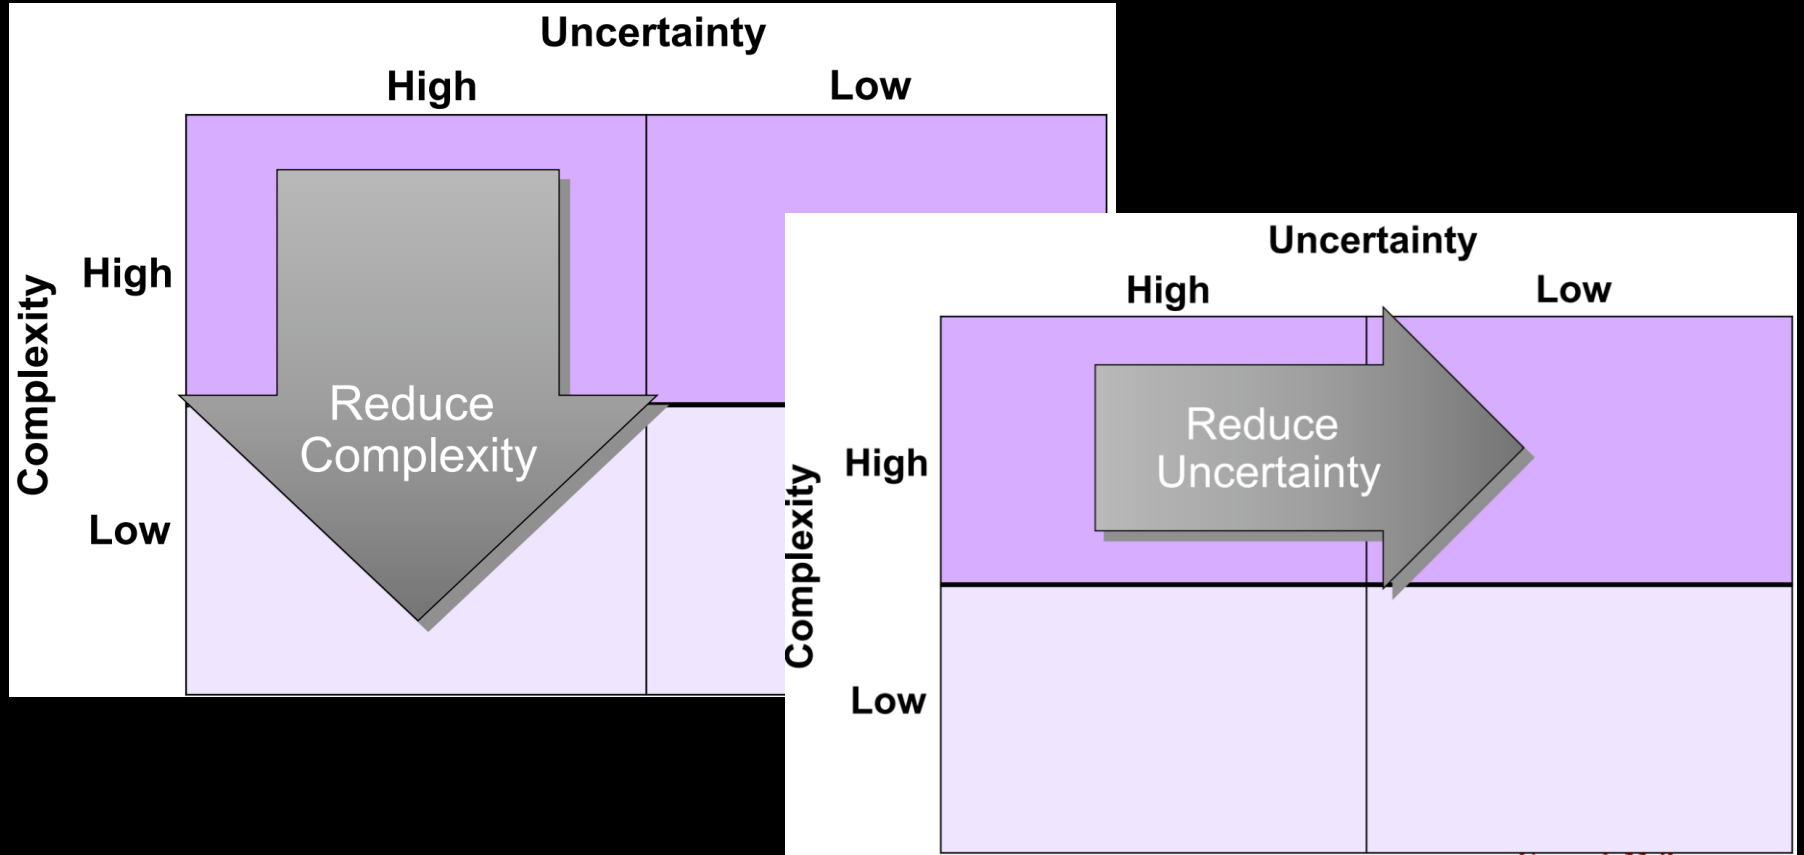 Uncertainty
High Low
Complexity
High
Low
Reduce
Complexity
Uncertainty
High Low
Complexity
High
Low
Reduce
Uncertainty